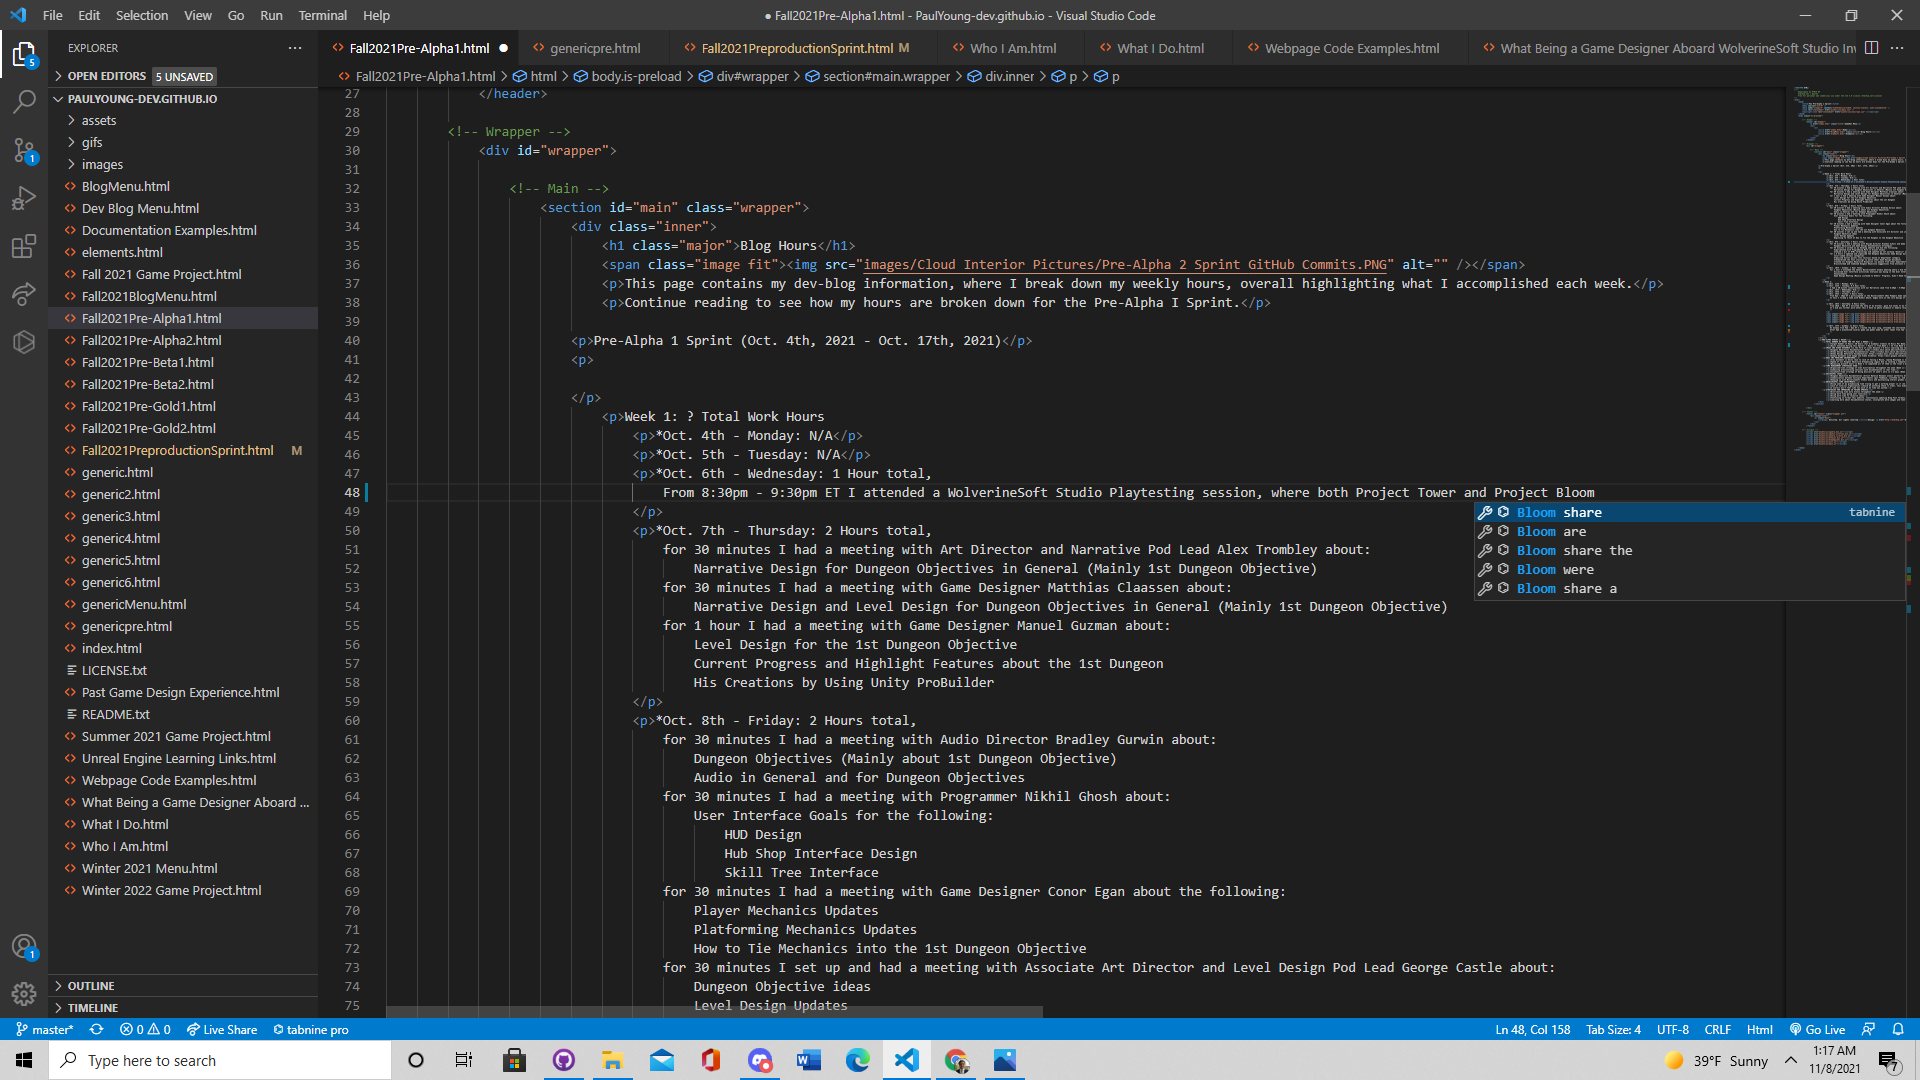 File Edit Selection View Go Run Terminal Help
● Fall2021Pre-Alpha1.html - PaulYoung-dev.github.io - Visual Studio Code
EXPLORER
Fall2021Pre-Alpha1.html
genericpre.html
Fall2021PreproductionSprint.html M
Who I Am.html
What I Do.html
Webpage Code Examples.html
What Being a Game Designer Aboard WolverineSoft Studio Inv
OPEN EDITORS 5 UNSAVED
Fall2021Pre-Alpha1.html > html > body.is-preload > div#wrapper > section#main.wrapper > div.inner > p > p
PAULYOUNG-DEV.GITHUB.IO
assets
gifs
images
BlogMenu.html
Dev Blog Menu.html
Documentation Examples.html
elements.html
Fall 2021 Game Project.html
Fall2021BlogMenu.html
Fall2021Pre-Alpha1.html
Fall2021Pre-Alpha2.html
Fall2021Pre-Beta1.html
Fall2021Pre-Beta2.html
Fall2021Pre-Gold1.html
Fall2021Pre-Gold2.html
Fall2021PreproductionSprint.html M
generic.html
generic2.html
generic3.html
generic4.html
generic5.html
generic6.html
genericMenu.html
genericpre.html
index.html
LICENSE.txt
Past Game Design Experience.html
README.txt
Summer 2021 Game Project.html
Unreal Engine Learning Links.html
Webpage Code Examples.html
What Being a Game Designer Aboard ...
What I Do.html
Who I Am.html
Winter 2021 Menu.html
Winter 2022 Game Project.html
OUTLINE
TIMELINE
27 </header>
28
29 <!-- Wrapper -->
30 <div id="wrapper">
31
32 <!-- Main -->
33 <section id="main" class="wrapper">
34 <div class="inner">
35 <h1 class="major">Blog Hours</h1>
36 <span class="image fit"><img src="images/Cloud Interior Pictures/Pre-Alpha 2 Sprint GitHub Commits.PNG" alt="" /></span>
37 <p>This page contains my dev-blog information, where I break down my weekly hours, overall highlighting what I accomplished each week.</p>
38 <p>Continue reading to see how my hours are broken down for the Pre-Alpha I Sprint.</p>
39
40 <p>Pre-Alpha 1 Sprint (Oct. 4th, 2021 - Oct. 17th, 2021)</p>
41 <p>
42
43 </p>
44 <p>Week 1: ? Total Work Hours
45 <p>*Oct. 4th - Monday: N/A</p>
46 <p>*Oct. 5th - Tuesday: N/A</p>
47 <p>*Oct. 6th - Wednesday: 1 Hour total,
48 From 8:30pm - 9:30pm ET I attended a WolverineSoft Studio Playtesting session, where both Project Tower and Project Bloom
49 </p>
50 <p>*Oct. 7th - Thursday: 2 Hours total,
51 for 30 minutes I had a meeting with Art Director and Narrative Pod Lead Alex Trombley about:
52 Narrative Design for Dungeon Objectives in General (Mainly 1st Dungeon Objective)
53 for 30 minutes I had a meeting with Game Designer Matthias Claassen about:
54 Narrative Design and Level Design for Dungeon Objectives in General (Mainly 1st Dungeon Objective)
55 for 1 hour I had a meeting with Game Designer Manuel Guzman about:
56 Level Design for the 1st Dungeon Objective
57 Current Progress and Highlight Features about the 1st Dungeon
58 His Creations by Using Unity ProBuilder
59 </p>
60 <p>*Oct. 8th - Friday: 2 Hours total,
61 for 30 minutes I had a meeting with Audio Director Bradley Gurwin about:
62 Dungeon Objectives (Mainly about 1st Dungeon Objective)
63 Audio in General and for Dungeon Objectives
64 for 30 minutes I had a meeting with Programmer Nikhil Ghosh about:
65 User Interface Goals for the following:
66 HUD Design
67 Hub Shop Interface Design
68 Skill Tree Interface
69 for 30 minutes I had a meeting with Game Designer Conor Egan about the following:
70 Player Mechanics Updates
71 Platforming Mechanics Updates
72 How to Tie Mechanics into the 1st Dungeon Objective
73 for 30 minutes I set up and had a meeting with Associate Art Director and Level Design Pod Lead George Castle about:
74 Dungeon Objective ideas
75 Level Design Updates
Bloom share tabnine
Bloom are
Bloom share the
Bloom were
Bloom share a
master* 0 0 Live Share tabnine pro
Ln 48, Col 158 Tab Size: 4 UTF-8 CRLF Html Go Live
Type here to search
39°F Sunny
1:17 AM
11/8/2021